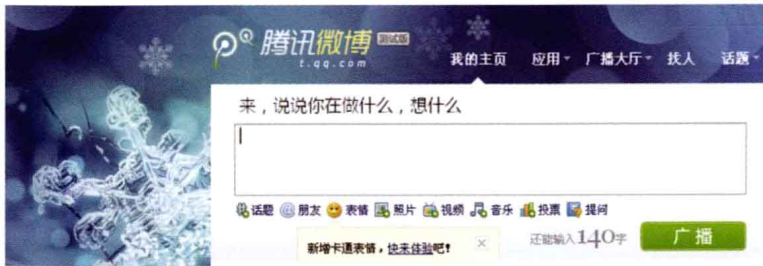 腾讯微博 测试版
t.qq.com
我的主页 应用 广播大厅 找人 话题
来，说说你在做什么，想什么
话题 朋友 表情 照片 视频 音乐 投票 提问
新增卡通表情，快来体验吧！ ×
还能输入140字 广播